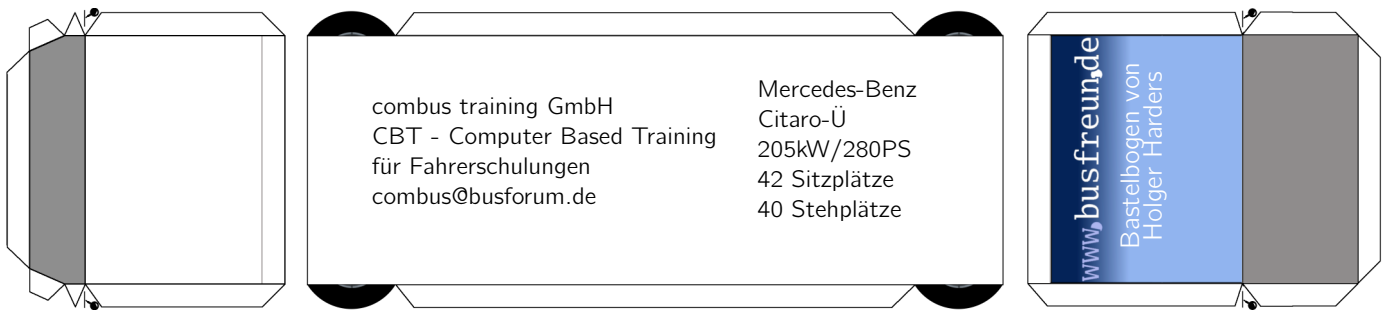 combus training GmbH
CBT - Computer Based Training
für Fahrerschulungen
combus@busforum.de
Mercedes-Benz
Citaro-Ü
205kW/280PS
42 Sitzplätze
40 Stehplätze
www.busfreun.de
Bastelbogen von
Holger Harders